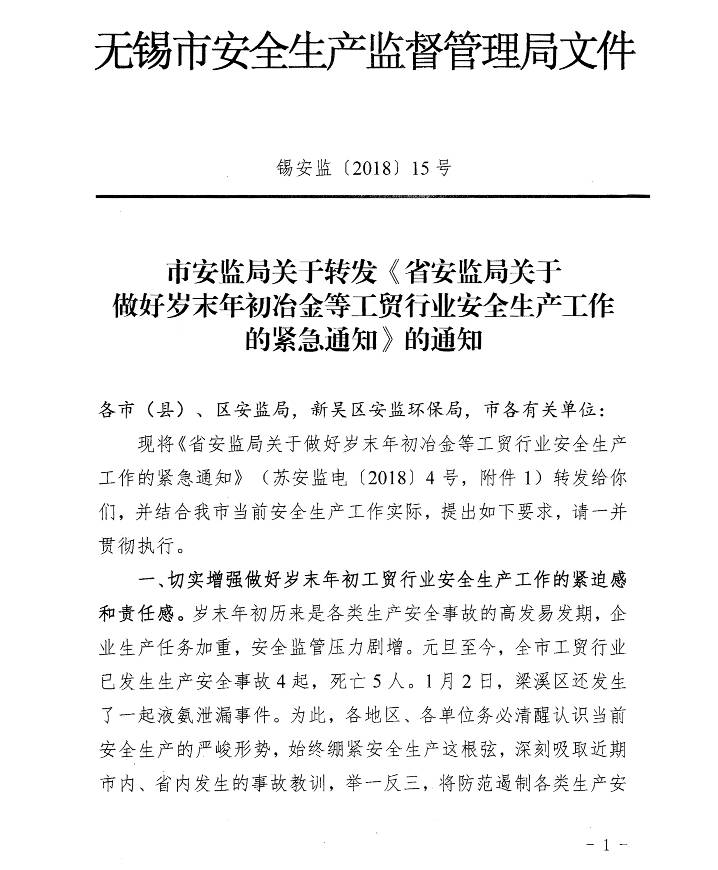 无锡市安全生产监督管理局文件
锡安监〔2018〕15号
市安监局关于转发《省安监局关于
做好岁末年初冶金等工贸行业安全生产工作
的紧急通知》的通知
各市（县）、区安监局，新吴区安监环保局，市各有关单位：
现将《省安监局关于做好岁末年初冶金等工贸行业安全生产
工作的紧急通知》（苏安监电〔2018〕4号，附件1）转发给你
们，并结合我市当前安全生产工作实际，提出如下要求，请一并
贯彻执行。
一、切实增强做好岁末年初工贸行业安全生产工作的紧迫感
和责任感。岁末年初历来是各类生产安全事故的高发易发期，企
业生产任务加重，安全监管压力剧增。元旦至今，全市工贸行业
已发生生产安全事故4起，死亡5人。1月2日，梁溪区还发生
了一起液氨泄漏事件。为此，各地区、各单位务必清醒认识当前
安全生产的严峻形势，始终绷紧安全生产这根弦，深刻吸取近期
市内、省内发生的事故教训，举一反三，将防范遏制各类生产安
- 1 -